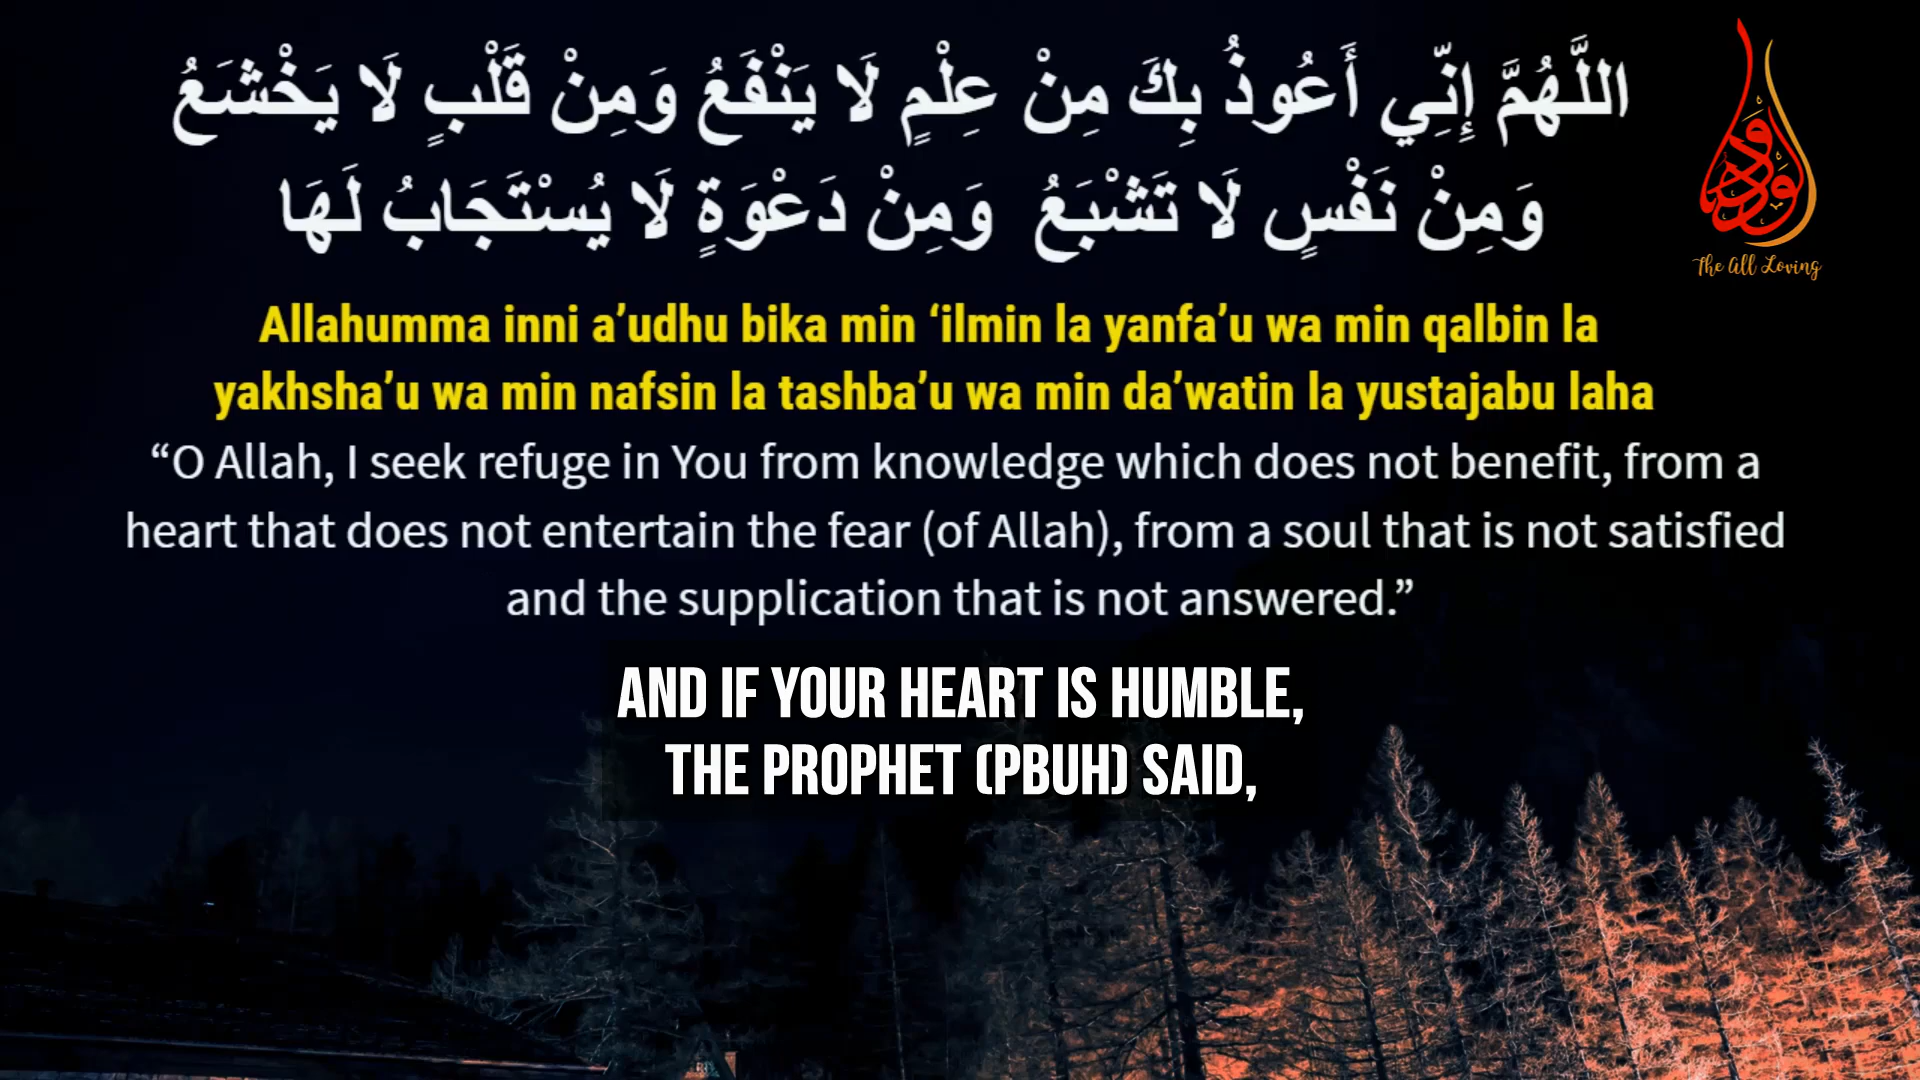 اللَّهُمَّ إِنِّي أَعُوذُ بِكَ مِنْ عِلْمٍ لَا يَنْفَعُ وَمِنْ قَلْبٍ لَا يَخْشَعُ
وَمِنْ نَفْسٍ لَا تَشْبَعُ وَمِنْ دَعْوَةٍ لَا يُسْتَجَابُ لَهَا
The All Loving
Allahumma inni a’udhu bika min ‘ilmin la yanfa’u wa min qalbin la
yakhsha’u wa min nafsin la tashba’u wa min da’watin la yustajabu laha
“O Allah, I seek refuge in You from knowledge which does not benefit, from a
heart that does not entertain the fear (of Allah), from a soul that is not satisfied
and the supplication that is not answered.”
AND IF YOUR HEART IS HUMBLE,
THE PROPHET (PBUH) SAID,